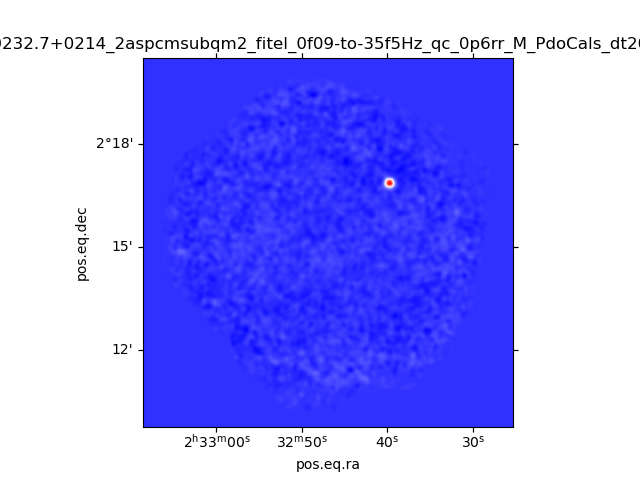 0232.7+0214_2aspcmsubqm2_fitel_0f09-to-35f5Hz_qc_0p6rr_M_PdoCals_dt20
2°18'
15'
12'
pos.eq.dec
2h33m00s 32m50s 40s 30s
pos.eq.ra